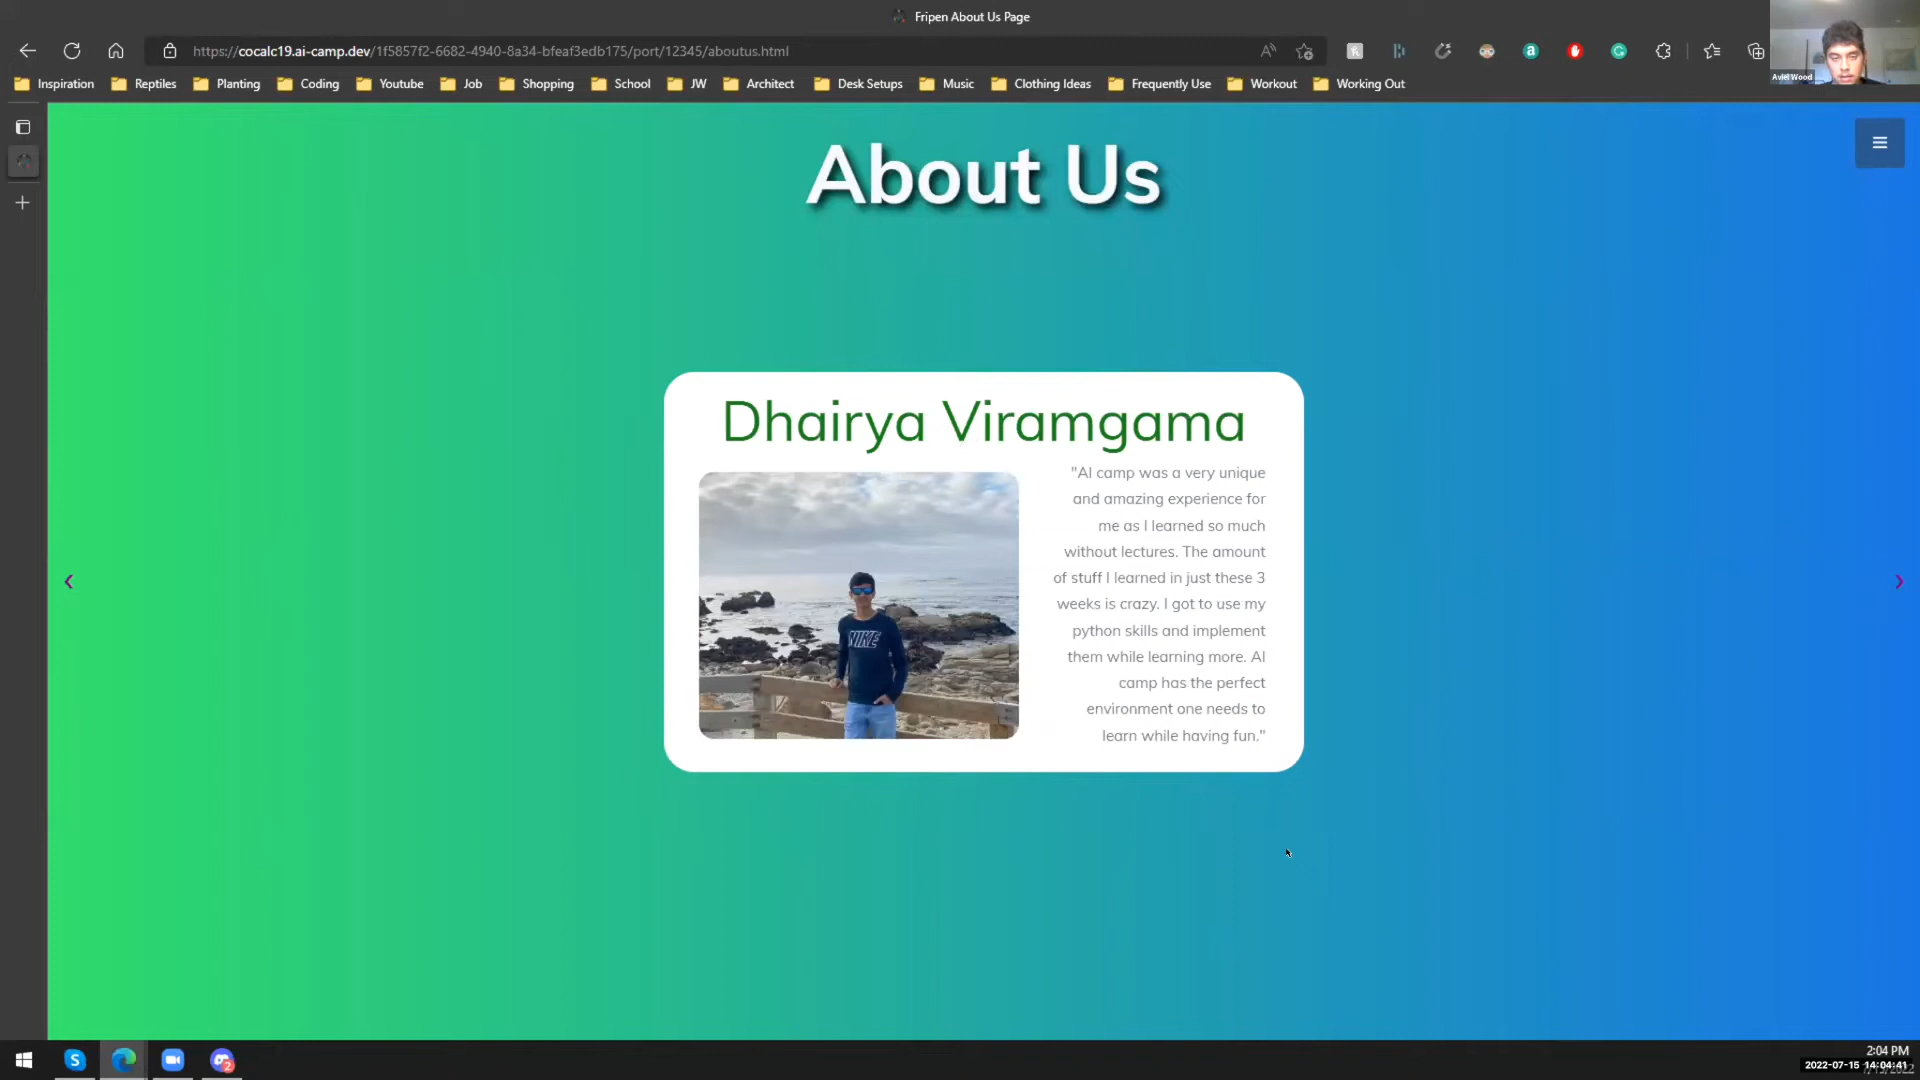 Fripen About Us Page
https://cocalc19.ai-camp.dev/1f5857f2-6682-4940-8a34-bfeaf3edb175/port/12345/aboutus.html
Aviel Wood
Inspiration Reptiles Planting Coding Youtube Job Shopping School JW Architect Desk Setups Music Clothing Ideas Frequently Use Workout Working Out
About Us
Dhairya Viramgama
"AI camp was a very unique
and amazing experience for
me as I learned so much
without lectures. The amount
of stuff I learned in just these 3
weeks is crazy. I got to use my
python skills and implement
them while learning more. AI
camp has the perfect
environment one needs to
learn while having fun."
NIKE
2:04 PM
2022-07-15 14:04:41